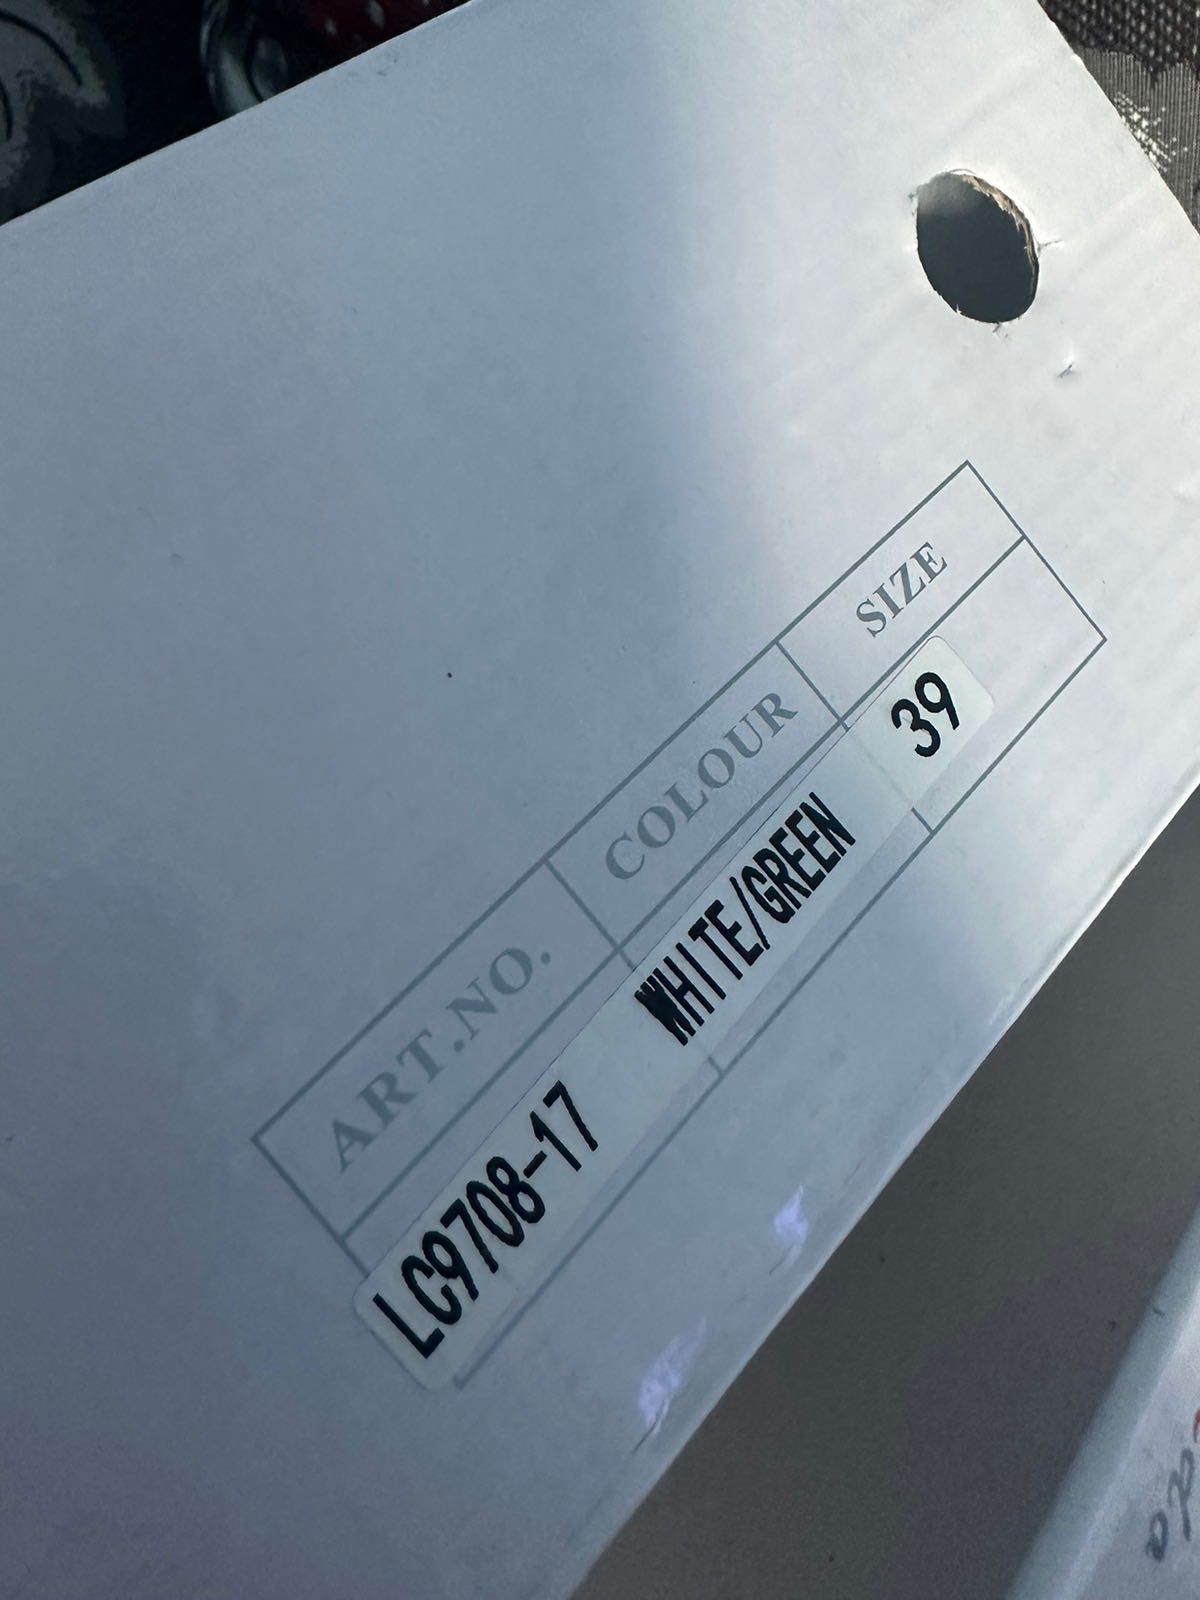 ART.NO. COLOUR SIZE
LC9708-17 WHITE/GREEN 39